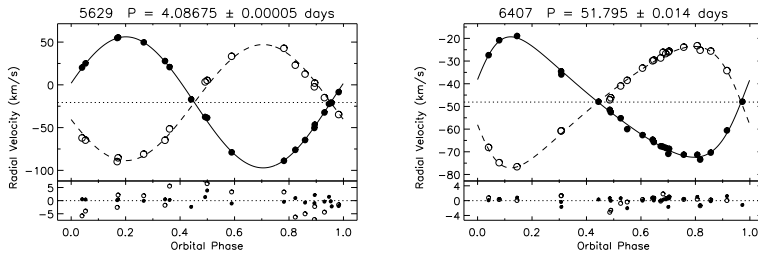 5629 P = 4.08675 ± 0.00005 days
Radial Velocity (km/s)
50
0
−50
−100
5
0
−5
0.0 0.2 0.4 0.6 0.8 1.0
Orbital Phase
6407 P = 51.795 ± 0.014 days
Radial Velocity (km/s)
−20
−30
−40
−50
−60
−70
−80
4
0
−4
0.0 0.2 0.4 0.6 0.8 1.0
Orbital Phase